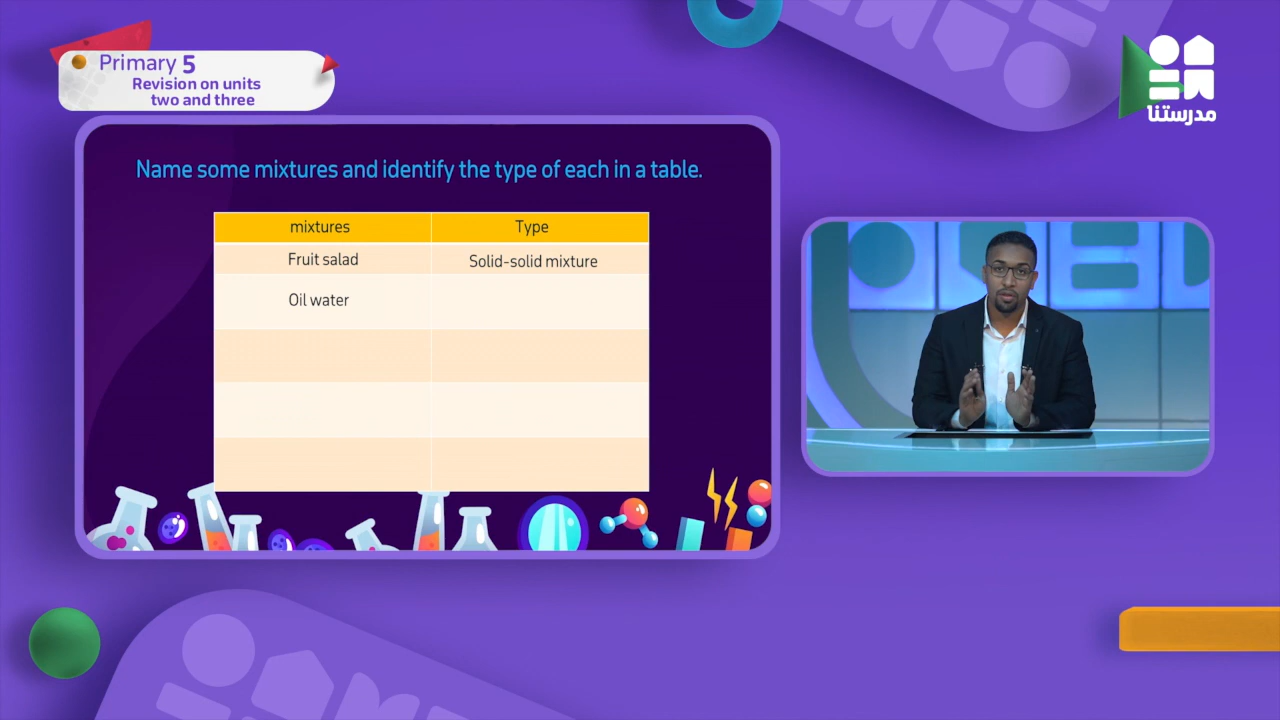 Primary 5
Revision on units
two and three
مدرستنا
Name some mixtures and identify the type of each in a table.
mixtures Type
Fruit salad Solid-solid mixture
Oil water